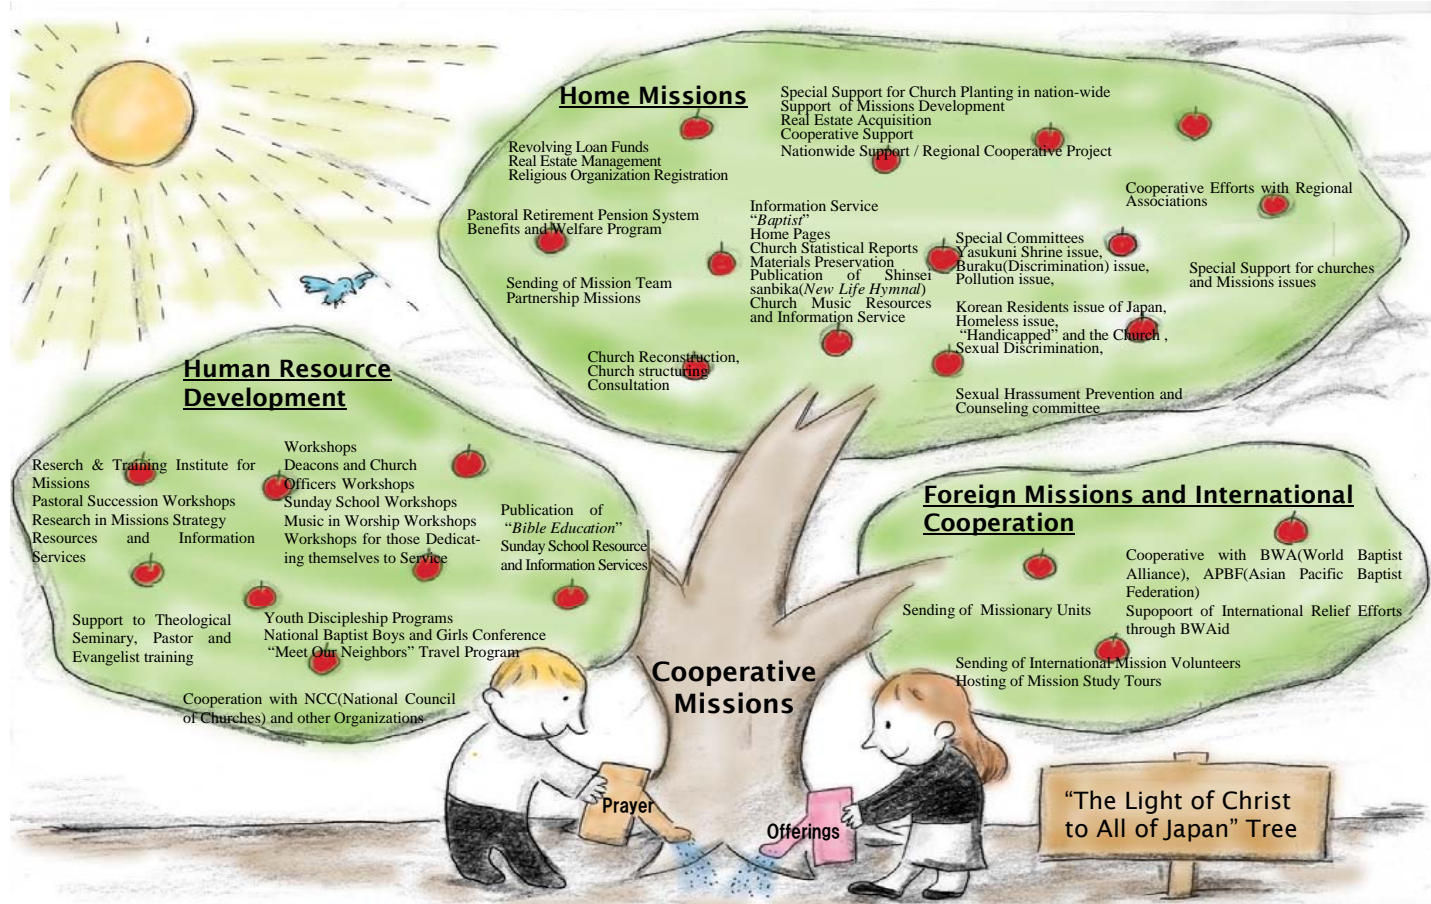 Home Missions
Special Support for Church Planting in nation-wide
Support of Missions Development
Real Estate Acquisition
Cooperative Support
Nationwide Support / Regional Cooperative Project
Revolving Loan Funds
Real Estate Management
Religious Organization Registration
Pastoral Retirement Pension System
Benefits and Welfare Program
Sending of Mission Team
Partnership Missions
Church Reconstruction,
Church structuring
Consultation
Information Service
“Baptist”
Home Pages
Church Statistical Reports
Materials Preservation
Publication of Shinsei
sanbika(New Life Hymnal)
Church Music Resources
and Information Service
Special Committees
Yasukuni Shrine issue,
Buraku(Discrimination) issue,
Pollution issue,
Korean Residents issue of Japan,
Homeless issue,
“Handicapped” and the Church ,
Sexual Discrimination,
Sexual Hrassument Prevention and
Counseling committee
Cooperative Efforts with Regional
Associations
Special Support for churches
and Missions issues
Human Resource
Development
Reserch & Training Institute for
Missions
Pastoral Succession Workshops
Research in Missions Strategy
Resources and Information
Services
Workshops
Deacons and Church
Officers Workshops
Sunday School Workshops
Music in Worship Workshops
Workshops for those Dedicat-
ing themselves to Service
Publication of
“Bible Education”
Sunday School Resource
and Information Services
Support to Theological
Seminary, Pastor and
Evangelist training
Youth Discipleship Programs
National Baptist Boys and Girls Conference
“Meet Our Neighbors” Travel Program
Cooperation with NCC(National Council
of Churches) and other Organizations
Foreign Missions and International
Cooperation
Cooperative with BWA(World Baptist
Alliance), APBF(Asian Pacific Baptist
Federation)
Supopoort of International Relief Efforts
through BWAid
Sending of Missionary Units
Sending of International Mission Volunteers
Hosting of Mission Study Tours
Cooperative
Missions
Prayer
Offerings
“The Light of Christ
to All of Japan” Tree